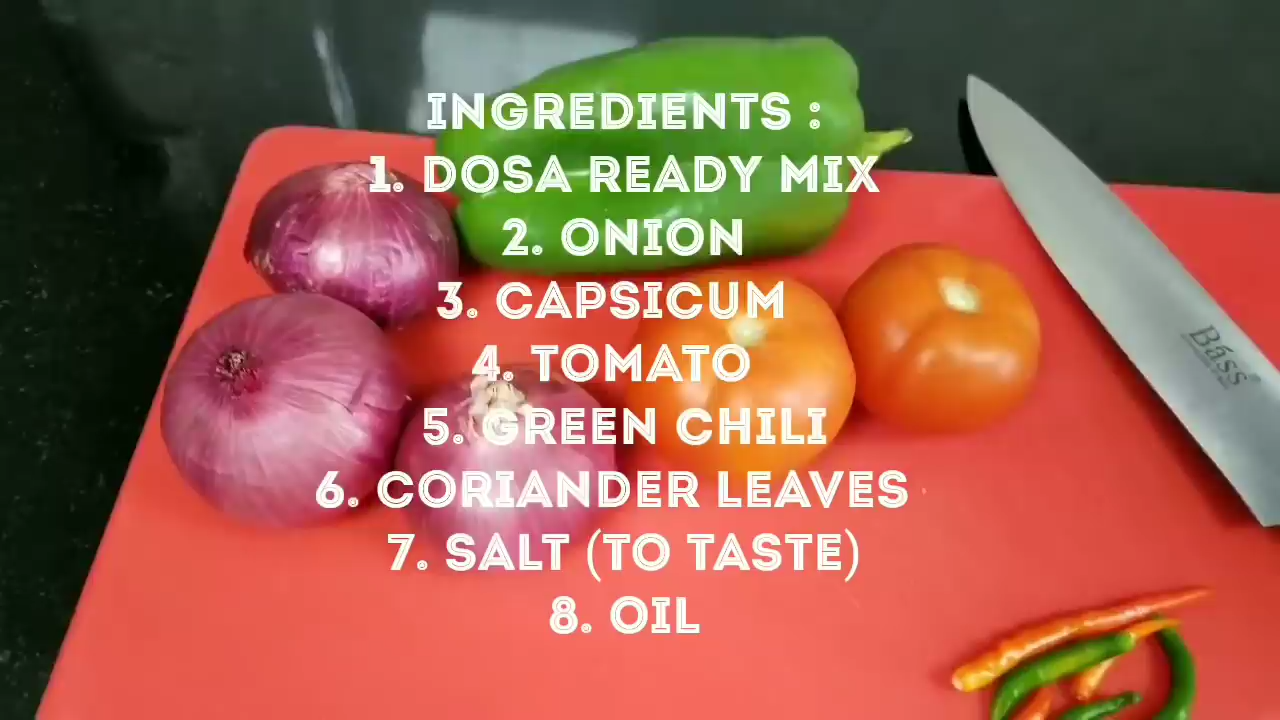 INGREDIENTS :
1. DOSA READY MIX
2. ONION
3. CAPSICUM
4. TOMATO
5. GREEN CHILI
6. CORIANDER LEAVES
7. SALT (TO TASTE)
8. OIL
Báss